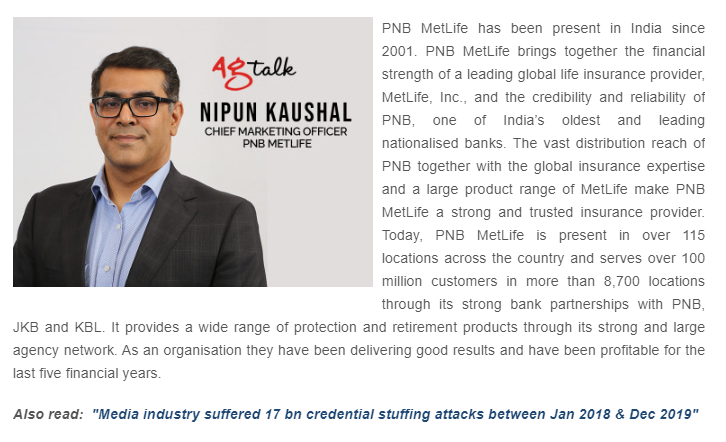 Agtalk
NIPUN KAUSHAL
CHIEF MARKETING OFFICER
PNB METLIFE
PNB MetLife has been present in India since
2001. PNB MetLife brings together the financial
strength of a leading global life insurance provider,
MetLife, Inc., and the credibility and reliability of
PNB, one of India’s oldest and leading
nationalised banks. The vast distribution reach of
PNB together with the global insurance expertise
and a large product range of MetLife make PNB
MetLife a strong and trusted insurance provider.
Today, PNB MetLife is present in over 115
locations across the country and serves over 100
million customers in more than 8,700 locations
through its strong bank partnerships with PNB,
JKB and KBL. It provides a wide range of protection and retirement products through its strong and large
agency network. As an organisation they have been delivering good results and have been profitable for the
last five financial years.
Also read: "Media industry suffered 17 bn credential stuffing attacks between Jan 2018 & Dec 2019"